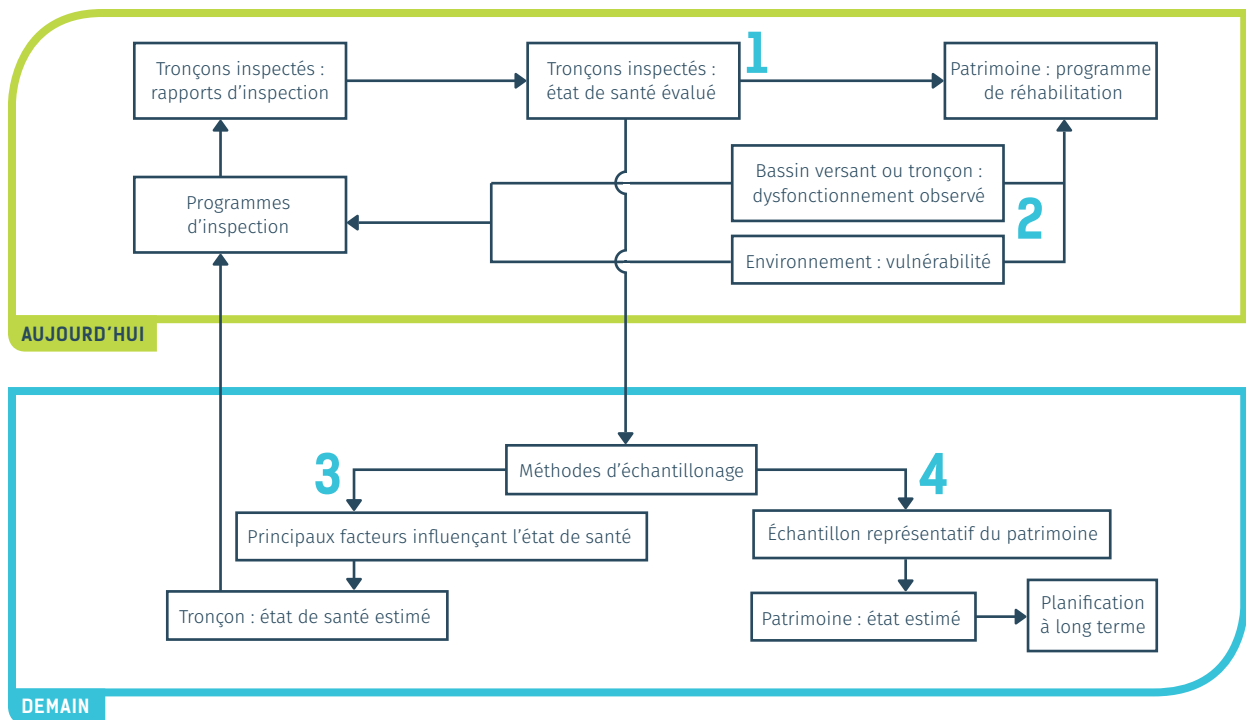 Tronçons inspectés :
rapports d'inspection
Tronçons inspectés :
état de santé évalué
1
Patrimoine : programme
de réhabilitation
Programmes
d'inspection
Bassin versant ou tronçon :
dysfonctionnement observé
2
Environnement : vulnérabilité
AUJOURD'HUI
Méthodes d'échantillonage
3
4
Principaux facteurs influençant l'état de santé
Échantillon représentatif du patrimoine
Tronçon : état de santé estimé
Patrimoine : état estimé
Planification
à long terme
DEMAIN